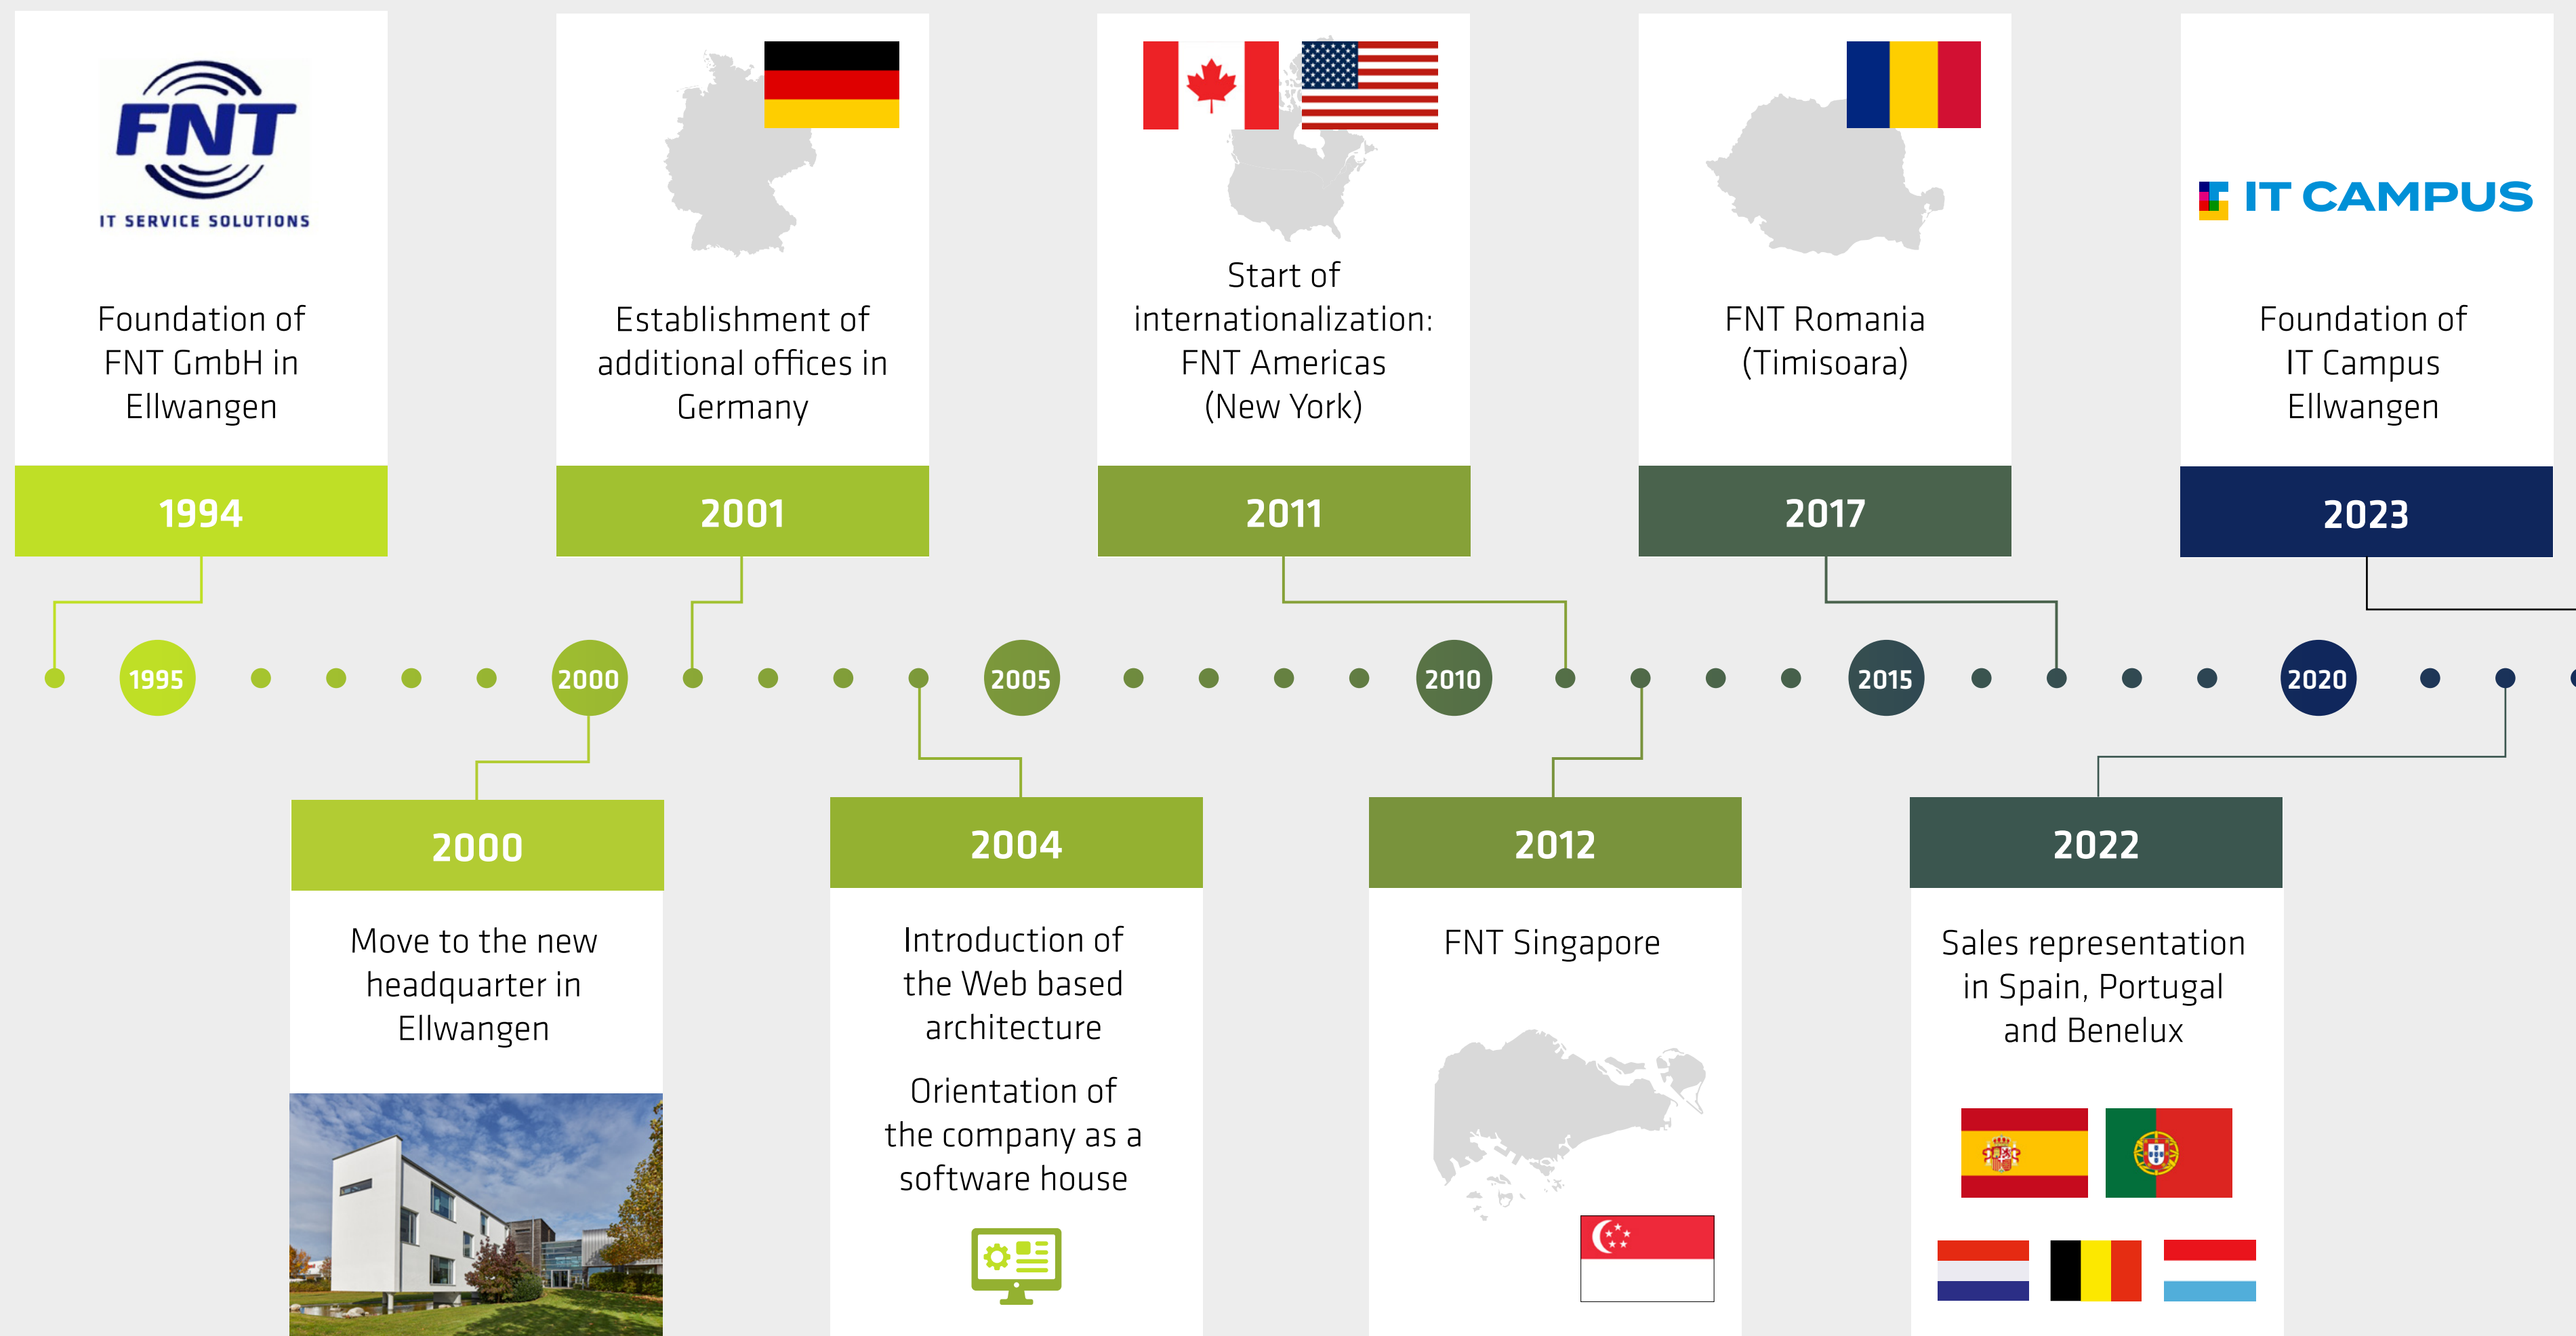 FNT
IT SERVICE SOLUTIONS
Foundation of
FNT GmbH in
Ellwangen
1994
Establishment of
additional offices in
Germany
2001
Start of
internationalization:
FNT Americas
(New York)
2011
FNT Romania
(Timisoara)
2017
IT CAMPUS
Foundation of
IT Campus
Ellwangen
2023
1995
2000
2005
2010
2015
2020
2000
Move to the new
headquarter in
Ellwangen
2004
Introduction of
the Web based
architecture
Orientation of
the company as a
software house
2012
FNT Singapore
2022
Sales representation
in Spain, Portugal
and Benelux